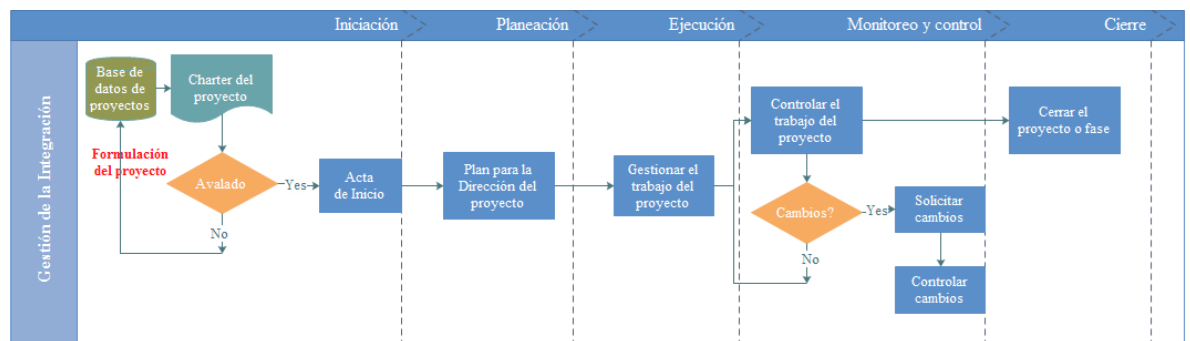 Iniciación
Planeación
Ejecución
Monitoreo y control
Cierre
Gestión de la Integración
Base de
datos de
proyectos
Charter del
proyecto
Formulación
del proyecto
Avalado
Yes
No
Acta
de Inicio
Plan para la
Dirección del
proyecto
Gestionar el
trabajo del
proyecto
Controlar el
trabajo del
proyecto
Cambios?
Yes
No
Solicitar
cambios
Controlar
cambios
Cerrar el
proyecto o fase